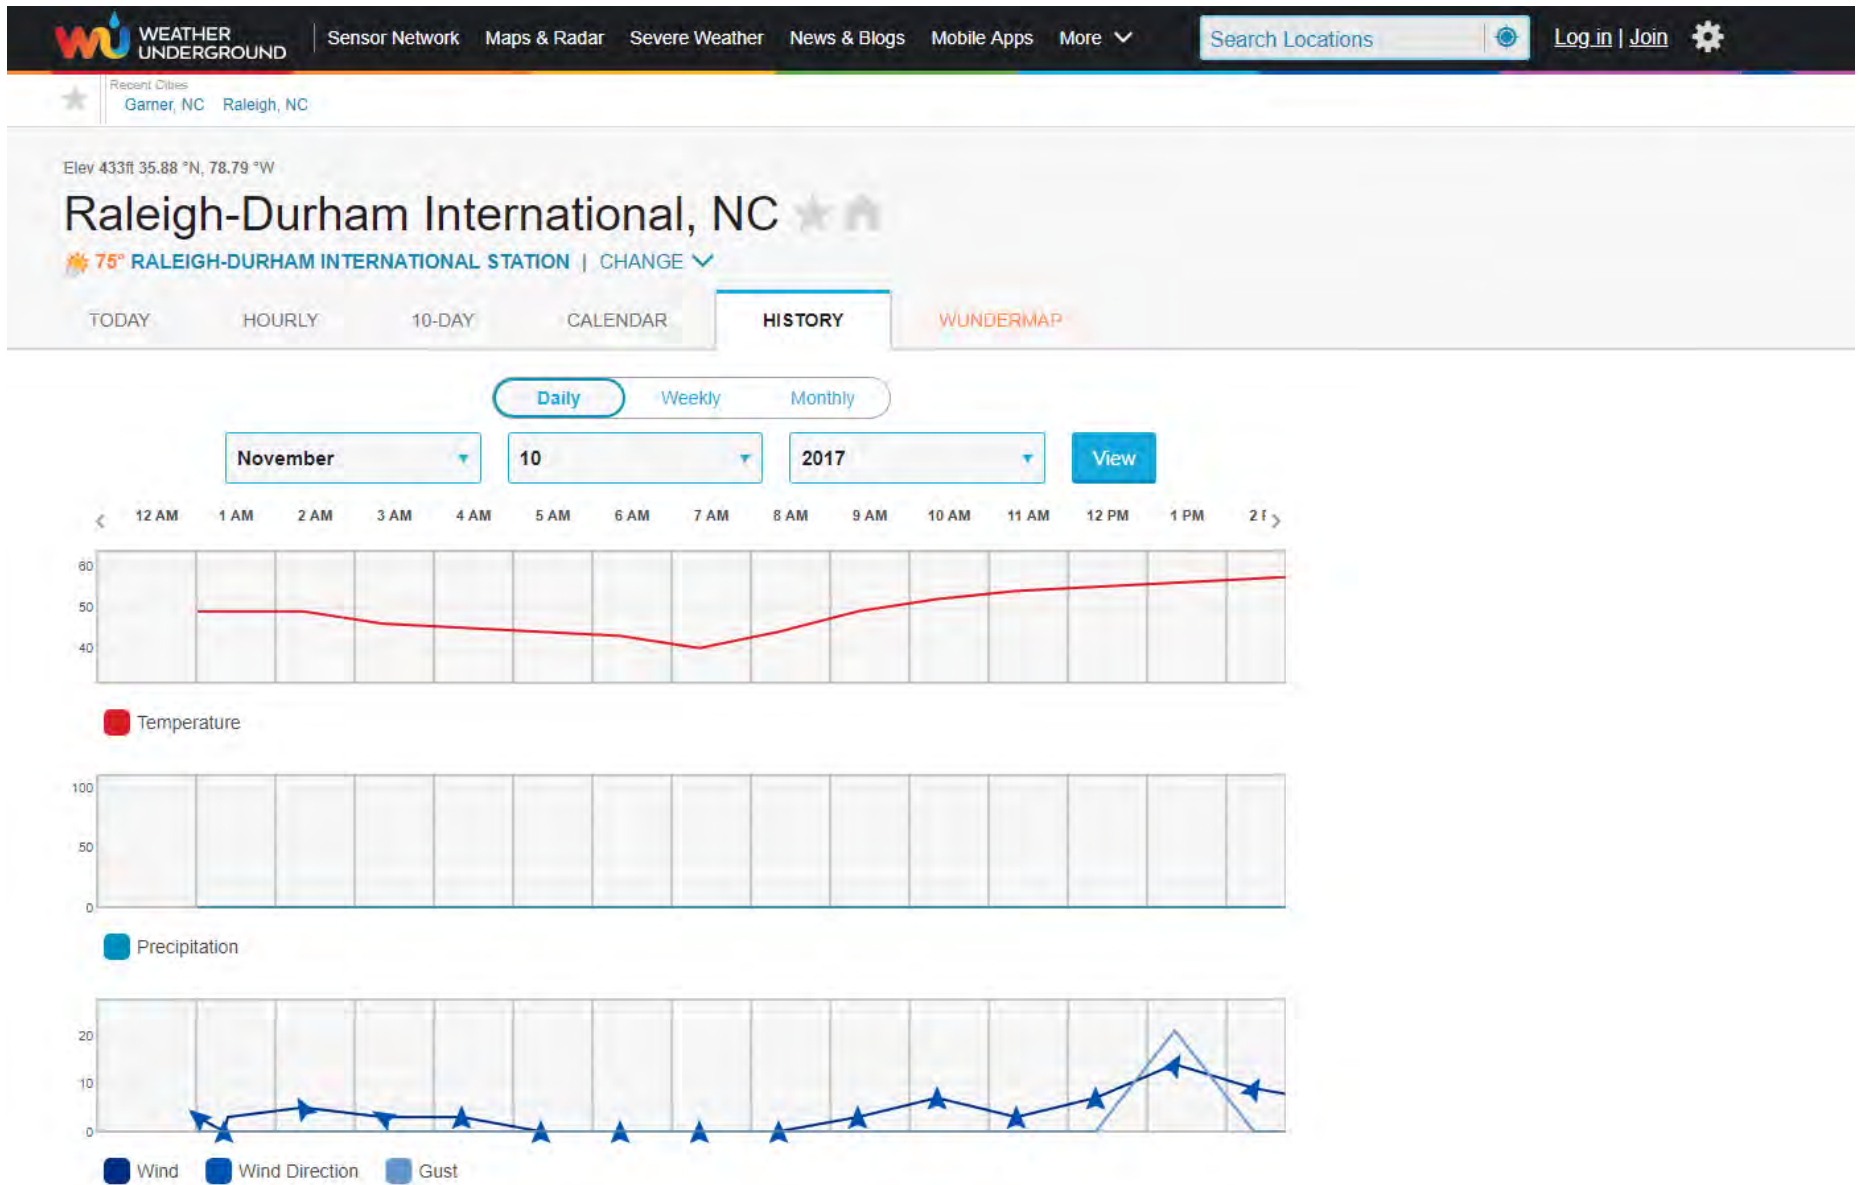 WEATHER UNDERGROUND
Sensor Network Maps & Radar Severe Weather News & Blogs Mobile Apps More Search Locations Log in | Join
Recent Cities
Garner, NC Raleigh, NC
Elev 433ft 35.88 °N, 78.79 °W
Raleigh-Durham International, NC
75° RALEIGH-DURHAM INTERNATIONAL STATION | CHANGE
TODAY HOURLY 10-DAY CALENDAR HISTORY WUNDERMAP
Daily Weekly Monthly
November 10 2017 View
12 AM 1 AM 2 AM 3 AM 4 AM 5 AM 6 AM 7 AM 8 AM 9 AM 10 AM 11 AM 12 PM 1 PM 2
60
50
40
Temperature
100
50
0
Precipitation
20
10
0
Wind Wind Direction Gust